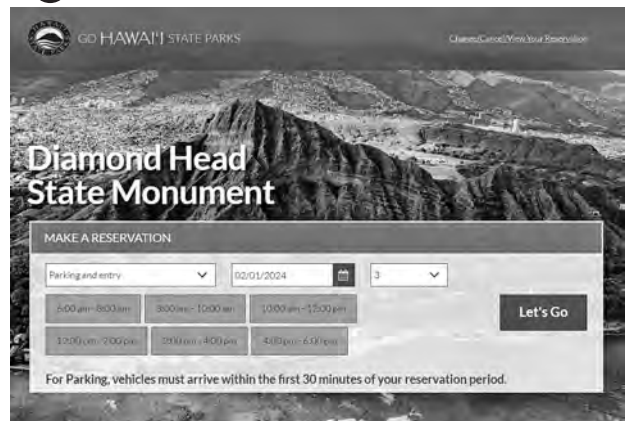 GO HAWAI'I STATE PARKS
Change/Cancel/View Your Reservation
Diamond Head
State Monument
MAKE A RESERVATION
Parking and entry
02/01/2024
3
6:00 am - 8:00 am
8:00 am - 10:00 am
10:00 am - 12:00 pm
Let's Go
12:00 pm - 2:00 pm
2:00 pm - 4:00 pm
4:00 pm - 6:00 pm
For Parking, vehicles must arrive within the first 30 minutes of your reservation period.